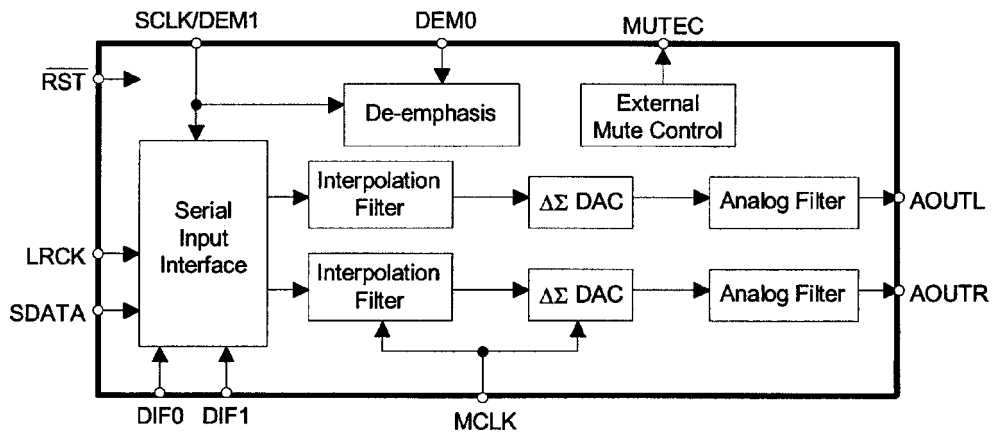 SCLK/DEM1
DEM0
MUTEC
RST
De-emphasis
External
Mute Control
Serial
Input
Interface
Interpolation
Filter
ΔΣ DAC
Analog Filter
AOUTL
LRCK
SDATA
Interpolation
Filter
ΔΣ DAC
Analog Filter
AOUTR
DIF0
DIF1
MCLK